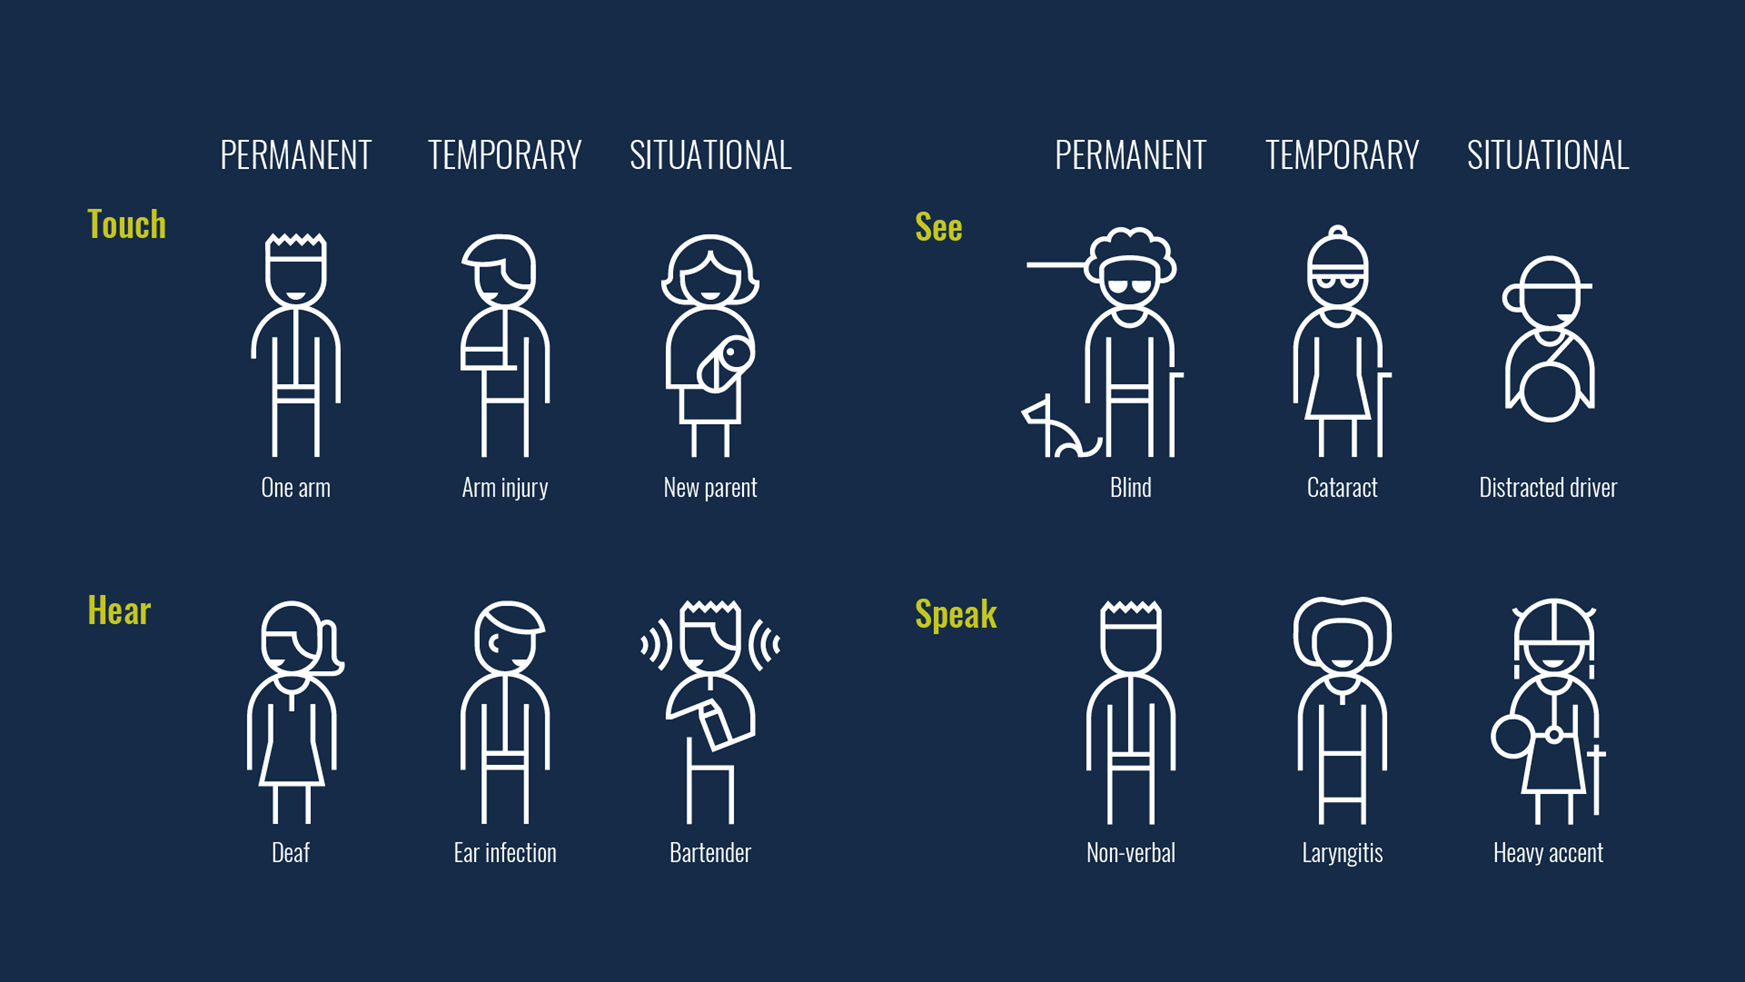 PERMANENT TEMPORARY SITUATIONAL
Touch
One arm Arm injury New parent
PERMANENT TEMPORARY SITUATIONAL
See
Blind Cataract Distracted driver
Hear
Deaf Ear infection Bartender
Speak
Non-verbal Laryngitis Heavy accent